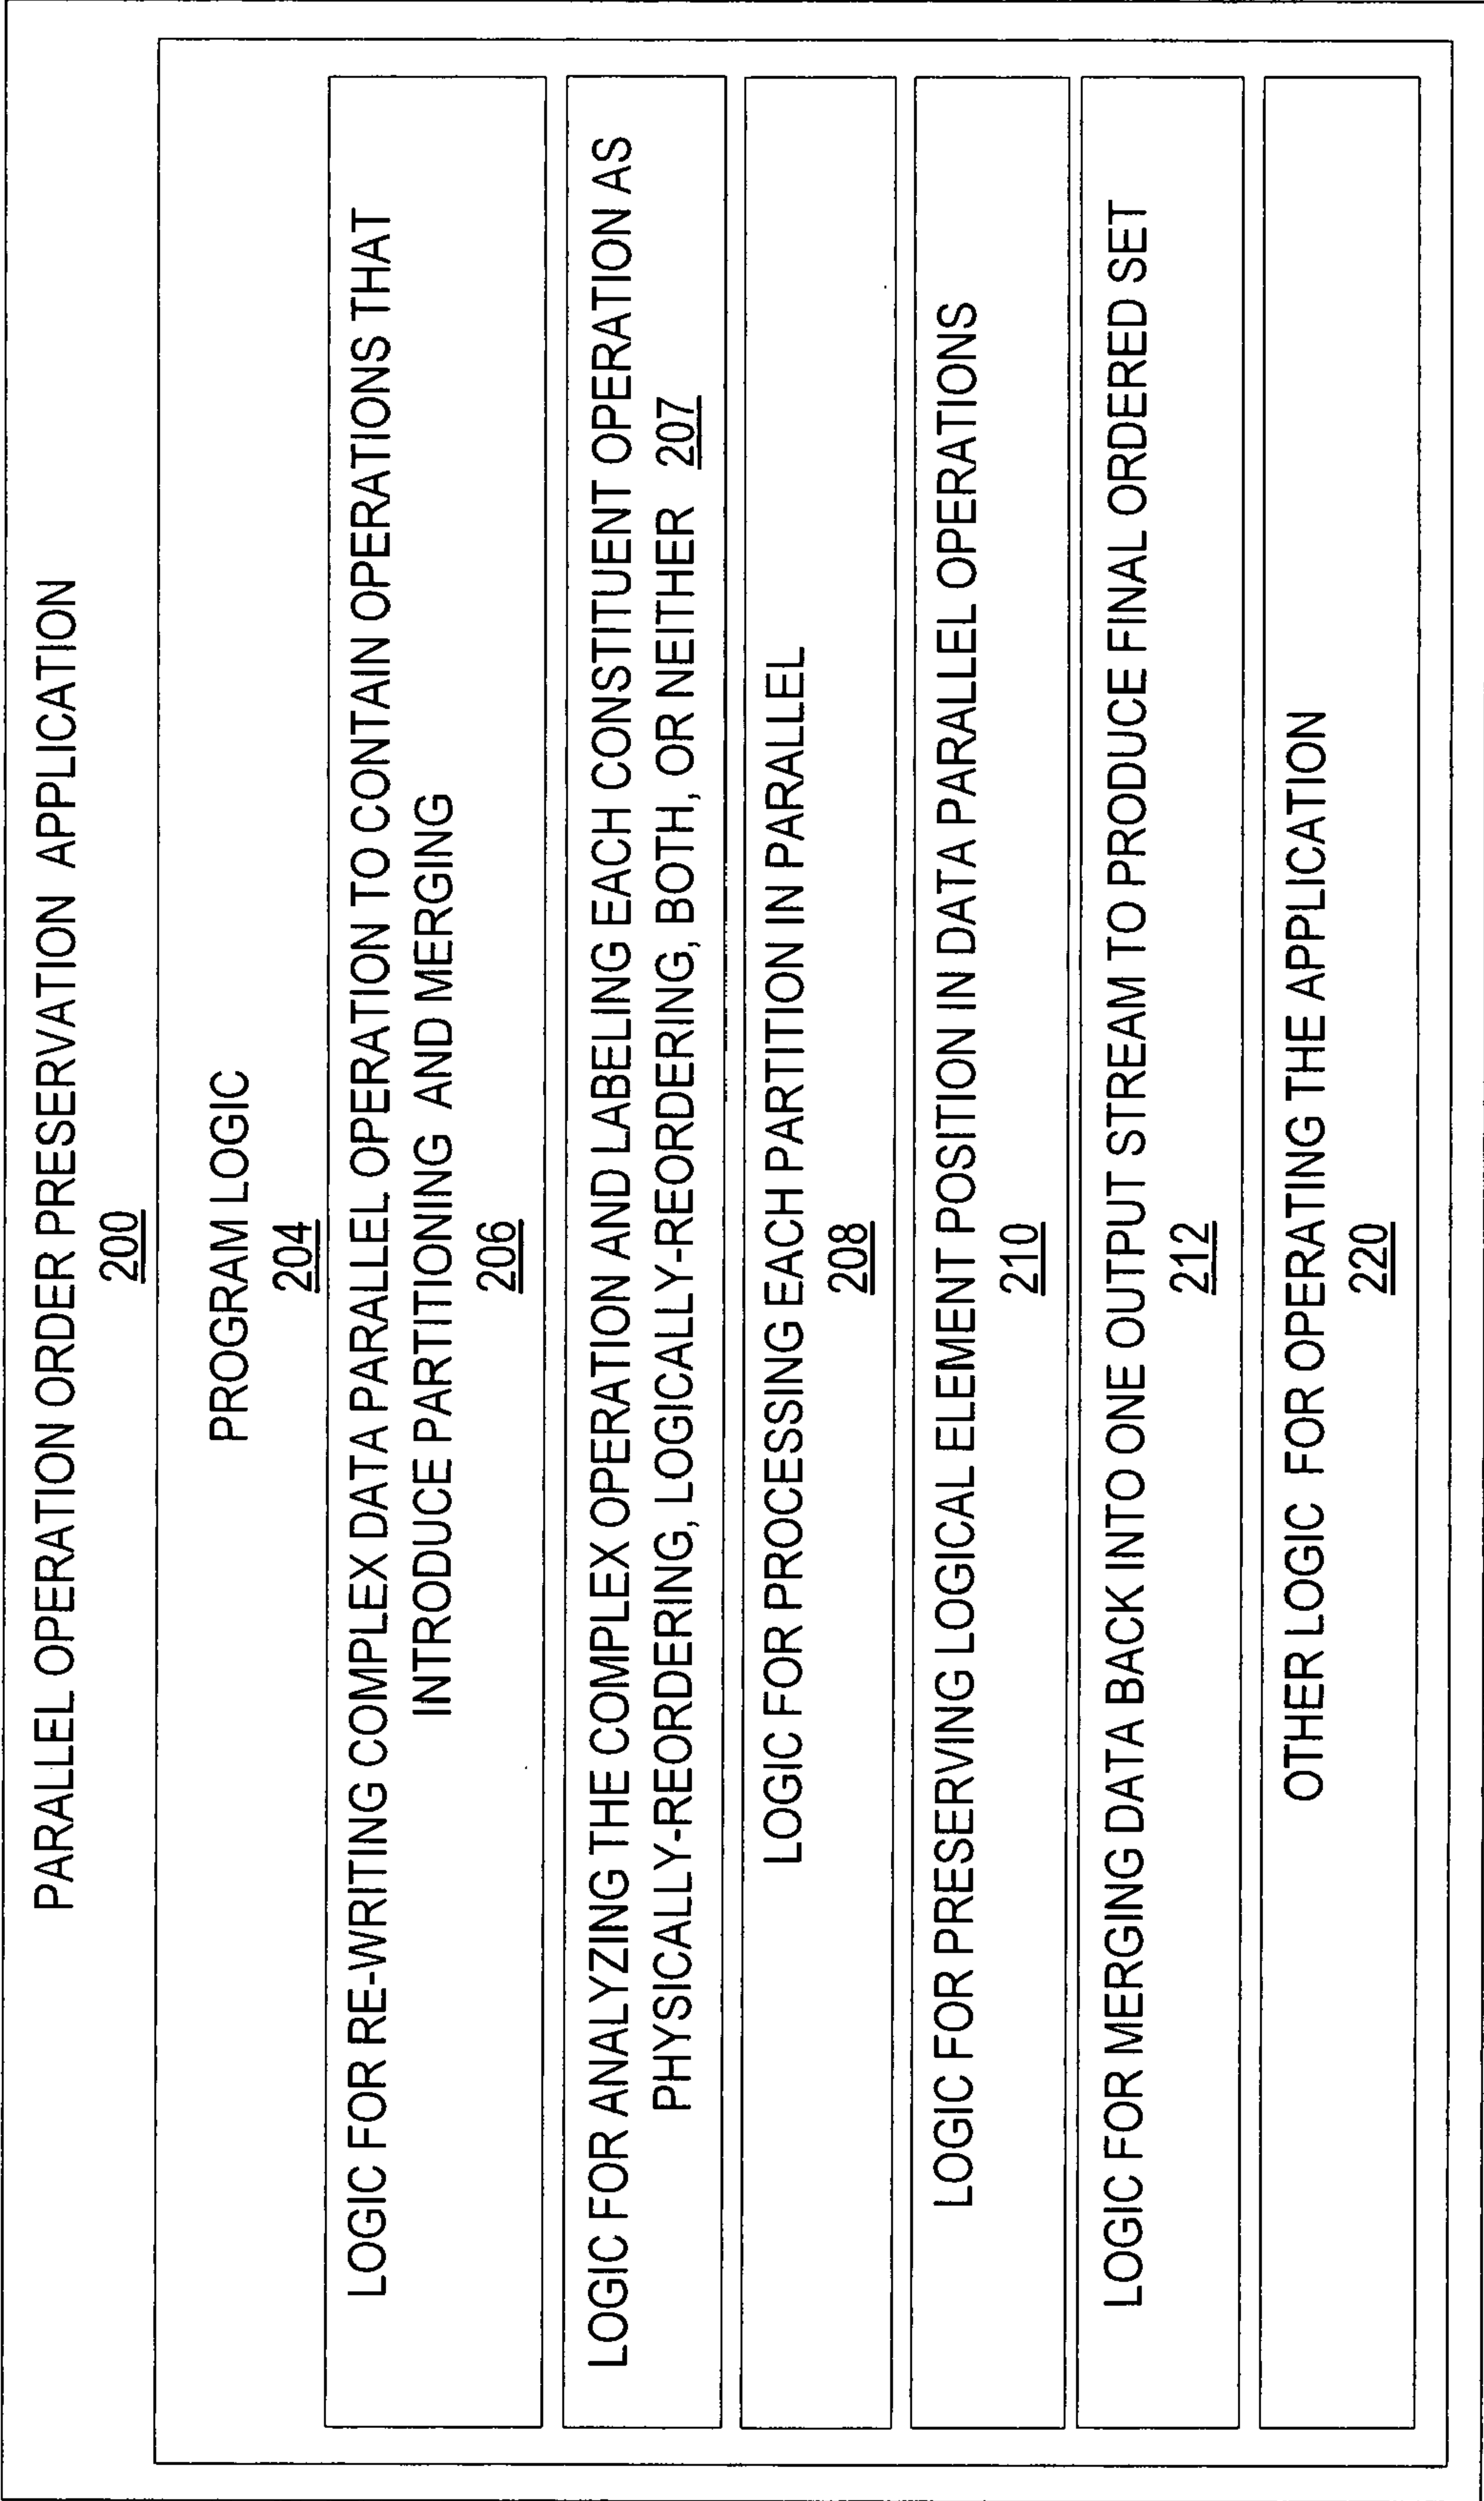 PARALLEL OPERATION ORDER PRESERVATION APPLICATION
200
PROGRAM LOGIC
204
LOGIC FOR RE-WRITING COMPLEX DATA PARALLEL OPERATION TO CONTAIN OPERATIONS THAT
INTRODUCE PARTITIONING AND MERGING
206
LOGIC FOR ANALYZING THE COMPLEX OPERATION AND LABELING EACH CONSTITUENT OPERATION AS
PHYSICALLY-REORDERING, LOGICALLY-REORDERING, BOTH, OR NEITHER 207
LOGIC FOR PROCESSING EACH PARTITION IN PARALLEL
208
LOGIC FOR PRESERVING LOGICAL ELEMENT POSITION IN DATA PARALLEL OPERATIONS
210
LOGIC FOR MERGING DATA BACK INTO ONE OUTPUT STREAM TO PRODUCE FINAL ORDERED SET
212
OTHER LOGIC FOR OPERATING THE APPLICATION
220